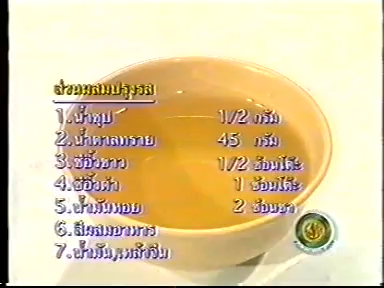 ส่วนผสมปรุงรส
1.น้ำซุป 1/2 กรัม
2.น้ำตาลทราย 45 กรัม
3.ซีอิ๊วขาว 1/2 ช้อนโต๊ะ
4.ซีอิ๊วดำ 1 ช้อนโต๊ะ
5.น้ำมันหอย 2 ช้อนชา
6.สีผสมอาหาร
7.น้ำมัน,เหล้าจีน